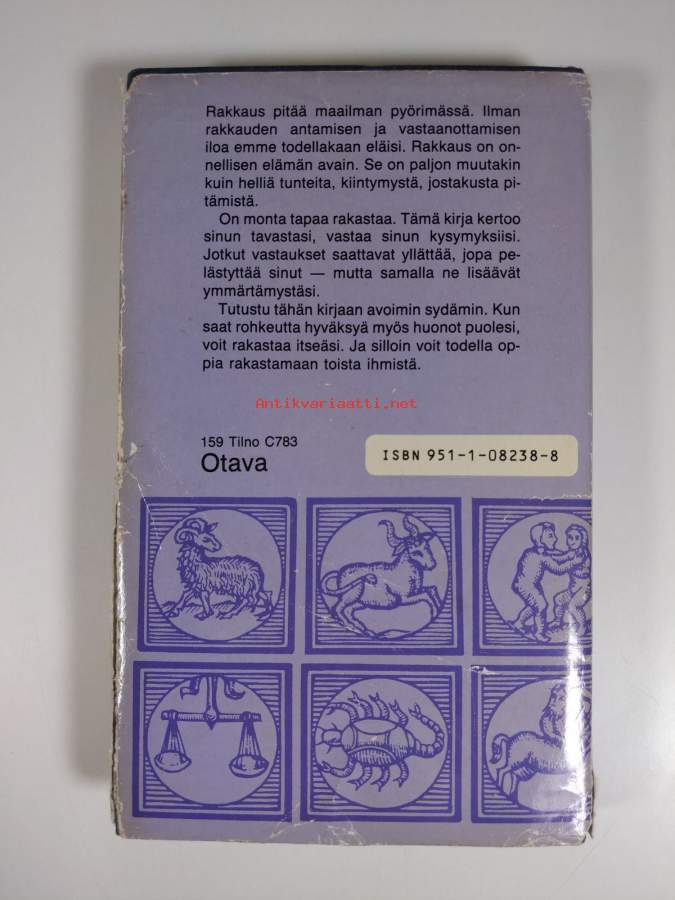 Rakkaus pitää maailman pyörimässä. Ilman
rakkauden antamisen ja vastaanottamisen
iloa emme todellakaan eläisi. Rakkaus on on-
nellisen elämän avain. Se on paljon muutakin
kuin helliä tunteita, kiintymystä, jostakusta pi-
tämistä.
On monta tapaa rakastaa. Tämä kirja kertoo
sinun tavastasi, vastaa sinun kysymyksiisi.
Jotkut vastaukset saattavat yllättää, jopa pe-
lästyttää sinut — mutta samalla ne lisäävät
ymmärtämystäsi.
Tutustu tähän kirjaan avoimin sydämin. Kun
saat rohkeutta hyväksyä myös huonot puolesi,
voit rakastaa itseäsi. Ja silloin voit todella op-
pia rakastamaan toista ihmistä.
Antikvariaatti.net
159 Tilno C783
Otava
ISBN 951-1-08238-8